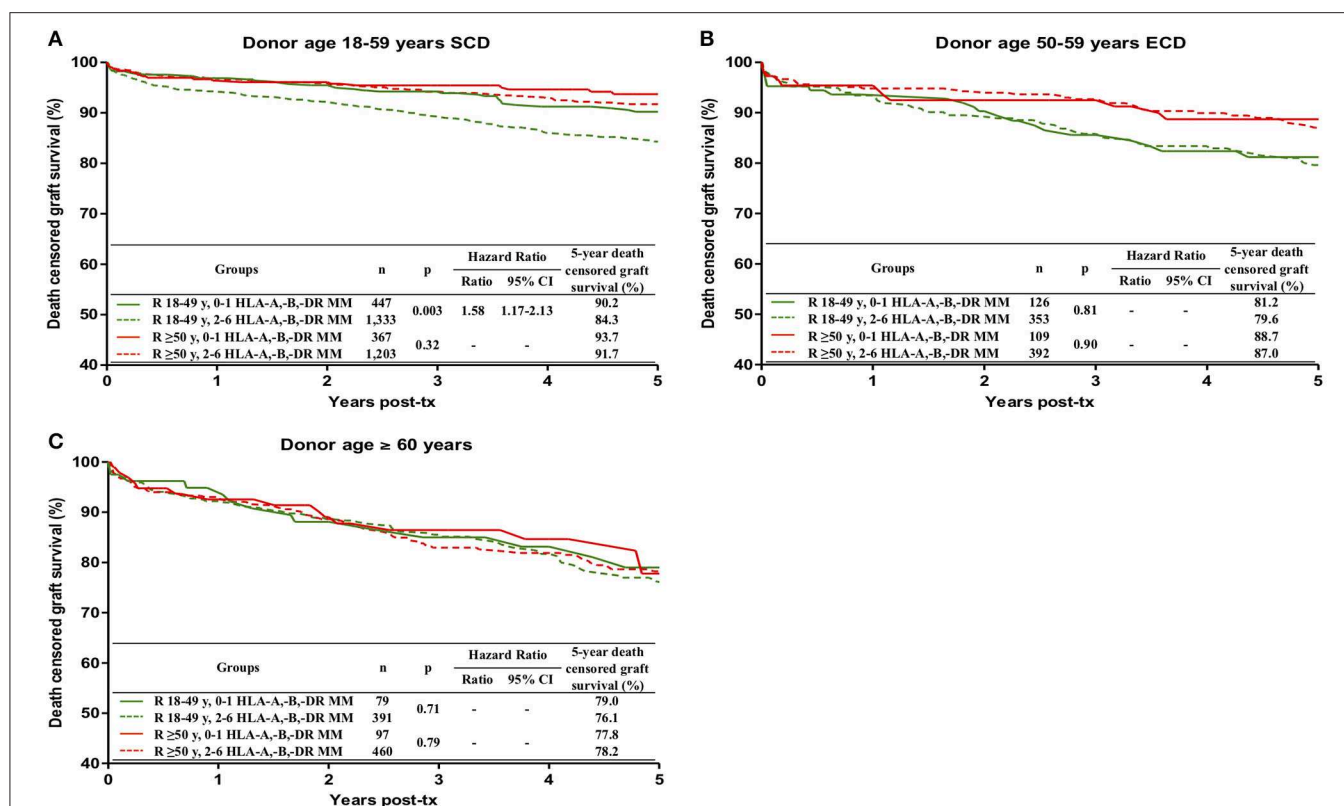 A
Donor age 18-59 years SCD
Death censored graft survival (%)
100
90
80
70
60
50
40
Groups n p Hazard Ratio 5-year death censored graft survival (%)
Ratio 95% CI
R 18-49 y, 0-1 HLA-A,-B,-DR MM 447 0.003 1.58 1.17-2.13 90.2
R 18-49 y, 2-6 HLA-A,-B,-DR MM 1,333 84.3
R ≥50 y, 0-1 HLA-A,-B,-DR MM 367 0.32 - - 93.7
R ≥50 y, 2-6 HLA-A,-B,-DR MM 1,203 91.7
0 1 2 3 4 5
Years post-tx
B
Donor age 50-59 years ECD
Death censored graft survival (%)
100
90
80
70
60
50
40
Groups n p Hazard Ratio 5-year death censored graft survival (%)
Ratio 95% CI
R 18-49 y, 0-1 HLA-A,-B,-DR MM 126 0.81 - - 81.2
R 18-49 y, 2-6 HLA-A,-B,-DR MM 353 79.6
R ≥50 y, 0-1 HLA-A,-B,-DR MM 109 0.90 - - 88.7
R ≥50 y, 2-6 HLA-A,-B,-DR MM 392 87.0
0 1 2 3 4 5
Years post-tx
C
Donor age ≥ 60 years
Death censored graft survival (%)
100
90
80
70
60
50
40
Groups n p Hazard Ratio 5-year death censored graft survival (%)
Ratio 95% CI
R 18-49 y, 0-1 HLA-A,-B,-DR MM 79 0.71 - - 79.0
R 18-49 y, 2-6 HLA-A,-B,-DR MM 391 76.1
R ≥50 y, 0-1 HLA-A,-B,-DR MM 97 0.79 - - 77.8
R ≥50 y, 2-6 HLA-A,-B,-DR MM 460 78.2
0 1 2 3 4 5
Years post-tx